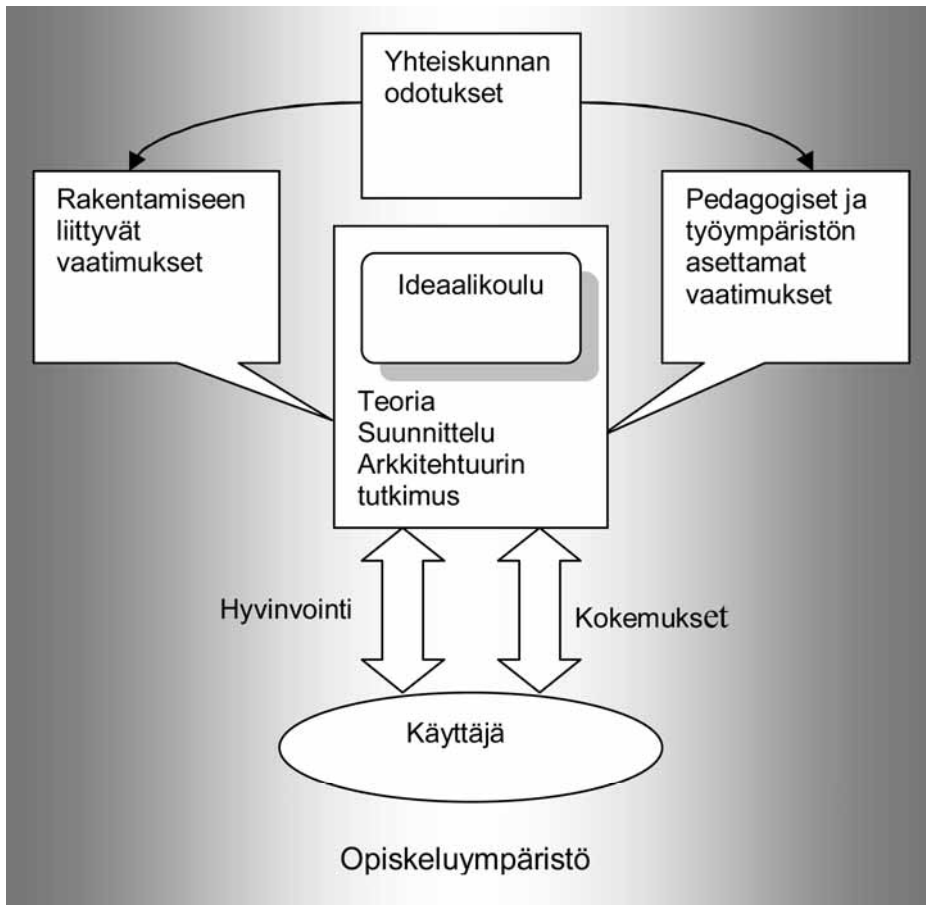 Yhteiskunnan
odotukset
Rakentamiseen
liittyvät
vaatimukset
Pedagogiset ja
työympäristön
asettamat
vaatimukset
Ideaalikoulu
Teoria
Suunnittelu
Arkkitehtuurin
tutkimus
Hyvinvointi
Kokemukset
Käyttäjä
Opiskeluympäristö